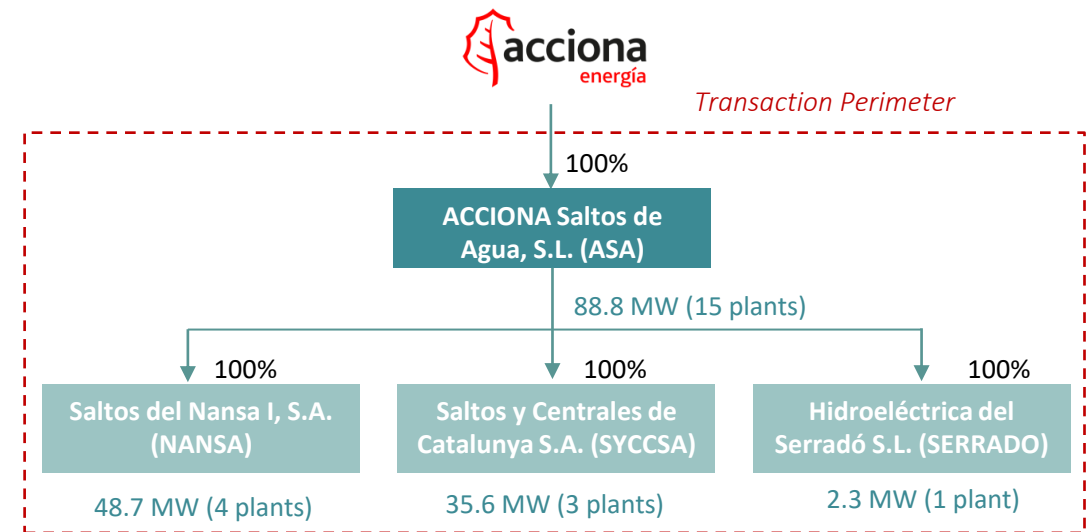 acciona
energía
Transaction Perimeter
100%
ACCIONA Saltos de
Agua, S.L. (ASA)
88.8 MW (15 plants)
100%
100%
100%
Saltos del Nansa I, S.A.
(NANSA)
Saltos y Centrales de
Catalunya S.A. (SYCCSA)
Hidroeléctrica del
Serradó S.L. (SERRADO)
48.7 MW (4 plants)
35.6 MW (3 plants)
2.3 MW (1 plant)